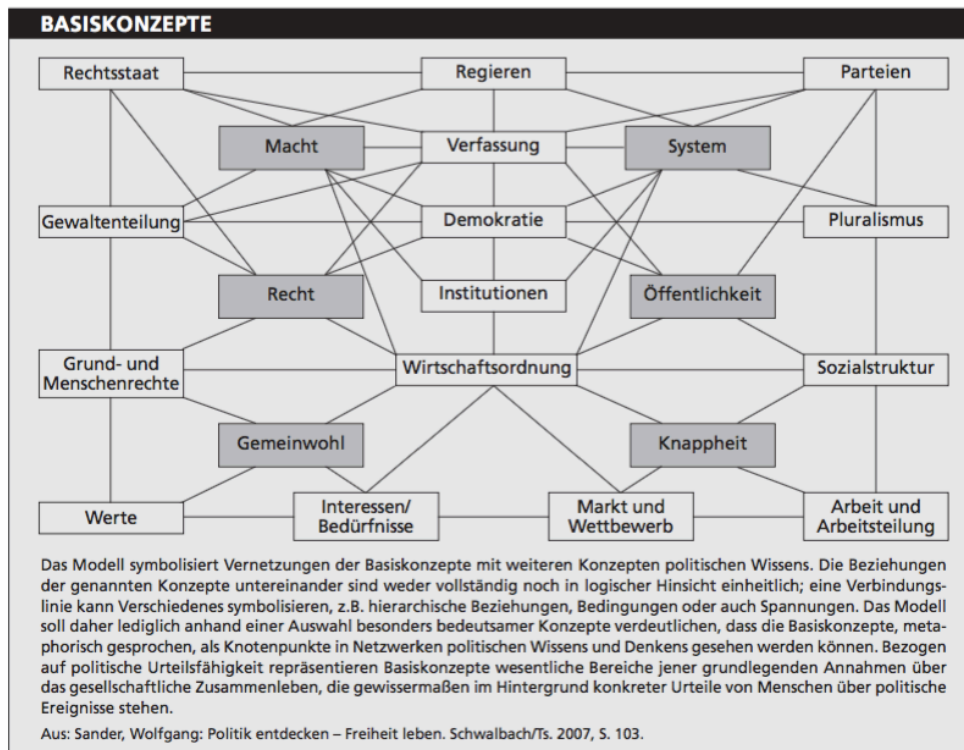 BASISKONZEPTE
Rechtsstaat
Regieren
Parteien
Macht
Verfassung
System
Gewaltenteilung
Demokratie
Pluralismus
Recht
Institutionen
Öffentlichkeit
Grund- und
Menschenrechte
Wirtschaftsordnung
Sozialstruktur
Gemeinwohl
Knappheit
Werte
Interessen/
Bedürfnisse
Markt und
Wettbewerb
Arbeit und
Arbeitsteilung
Das Modell symbolisiert Vernetzungen der Basiskonzepte mit weiteren Konzepten politischen Wissens. Die Beziehungen
der genannten Konzepte untereinander sind weder vollständig noch in logischer Hinsicht einheitlich; eine Verbindungs-
linie kann Verschiedenes symbolisieren, z.B. hierarchische Beziehungen, Bedingungen oder auch Spannungen. Das Modell
soll daher lediglich anhand einer Auswahl besonders bedeutsamer Konzepte verdeutlichen, dass die Basiskonzepte, meta-
phorisch gesprochen, als Knotenpunkte in Netzwerken politischen Wissens und Denkens gesehen werden können. Bezogen
auf politische Urteilsfähigkeit repräsentieren Basiskonzepte wesentliche Bereiche jener grundlegenden Annahmen über
das gesellschaftliche Zusammenleben, die gewissermaßen im Hintergrund konkreter Urteile von Menschen über politische
Ereignisse stehen.
Aus: Sander, Wolfgang: Politik entdecken – Freiheit leben. Schwalbach/Ts. 2007, S. 103.